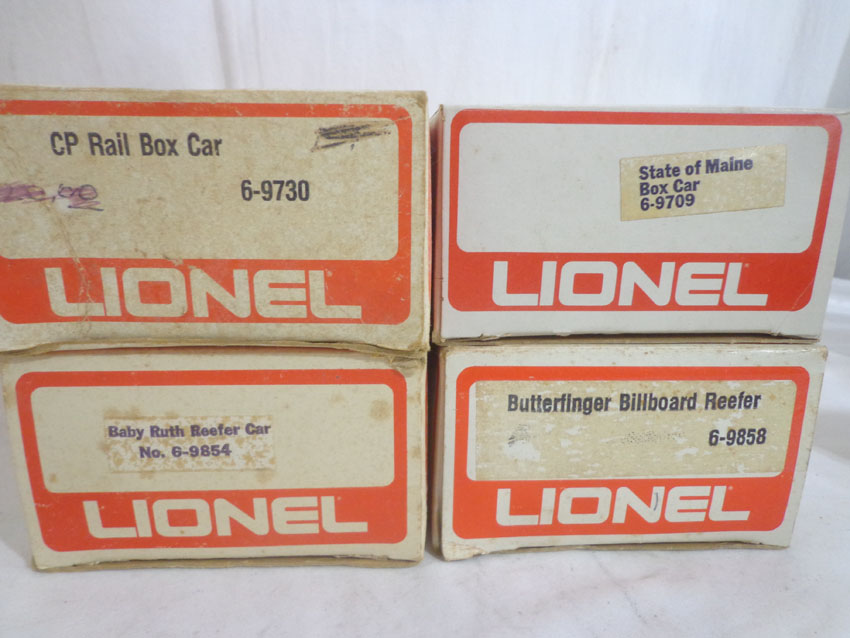 CP Rail Box Car
6-9730
LIONEL
State of Maine
Box Car
6-9709
LIONEL
Baby Ruth Reefer Car
No. 6-9854
LIONEL
Butterfinger Billboard Reefer
6-9858
LIONEL